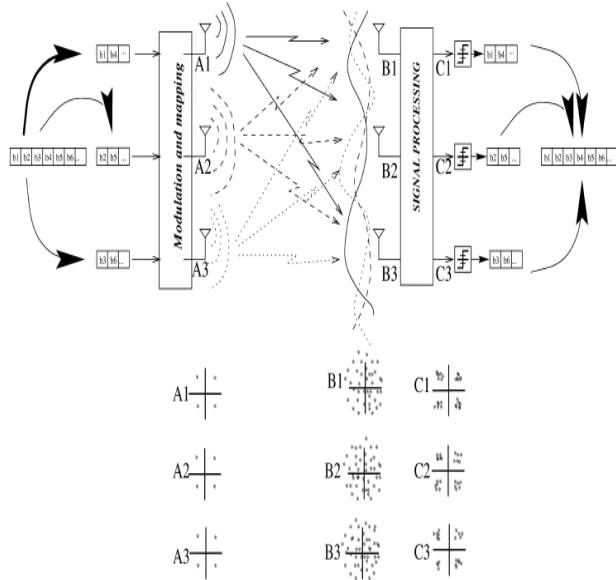 b1 b4 ...
b1 b2 b3 b4 b5 b6...
b2 b5 ...
b3 b6 ...
Modulation and mapping
A1
A2
A3
B1
B2
B3
SIGNAL PROCESSING
C1
C2
C3
b1 b4 ...
b2 b5 ...
b3 b6 ...
b1 b2 b3 b4 b5 b6...
A1
B1
C1
A2
B2
C2
A3
B3
C3